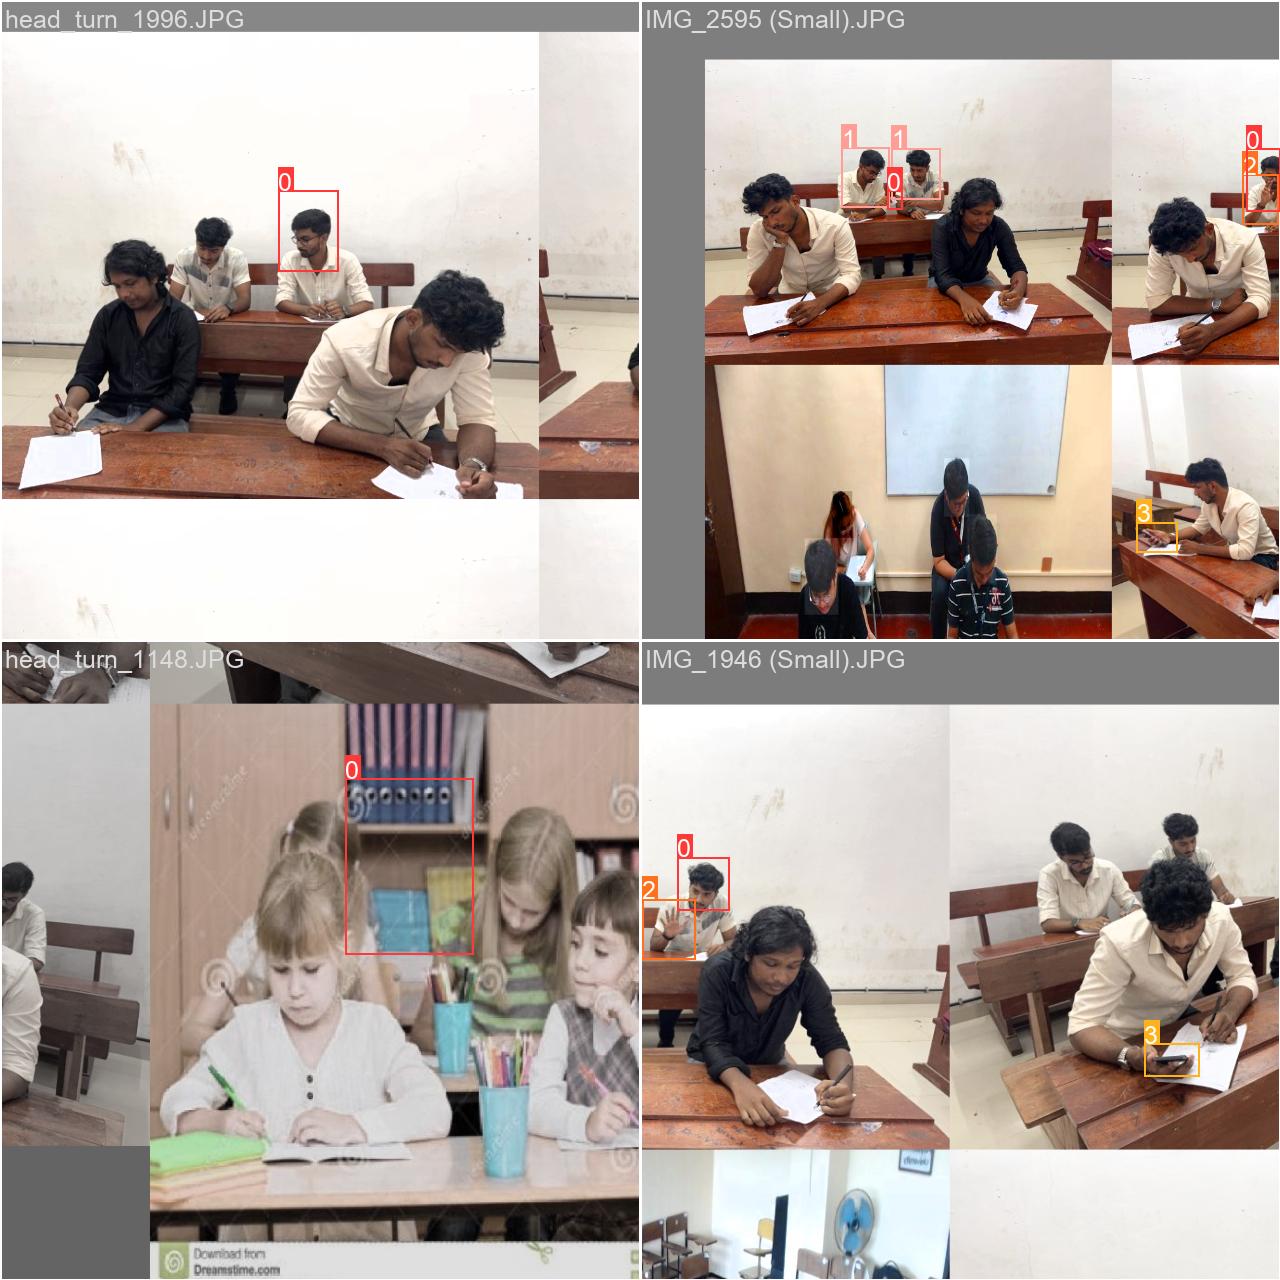 head_turn_1996.JPG
0
IMG_2595 (Small).JPG
1
1
0
0
2
3
head_turn_1148.JPG
0
dreamstime
Download from
Dreamstime.com
IMG_1946 (Small).JPG
0
2
3